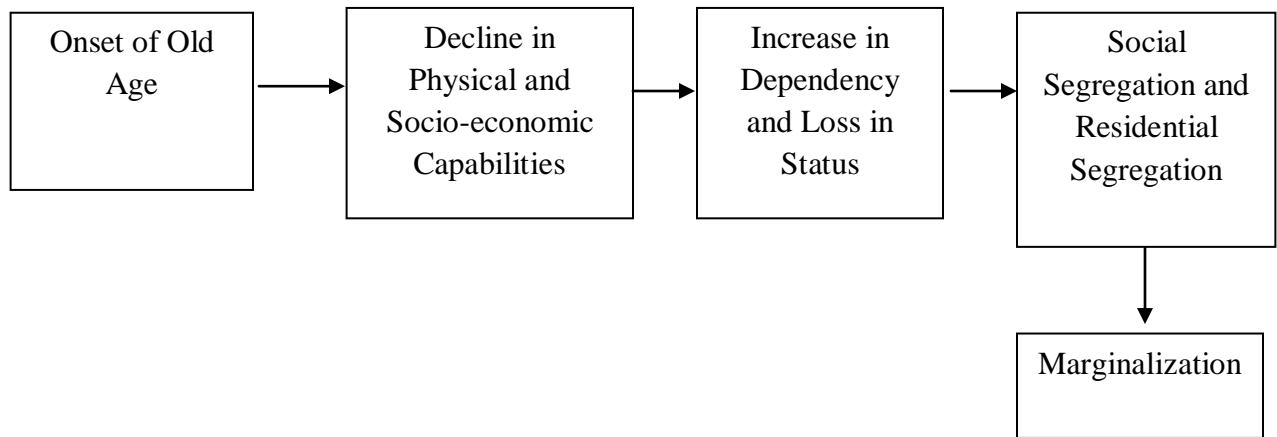 Onset of Old
Age
Decline in
Physical and
Socio-economic
Capabilities
Increase in
Dependency
and Loss in
Status
Social
Segregation and
Residential
Segregation
Marginalization